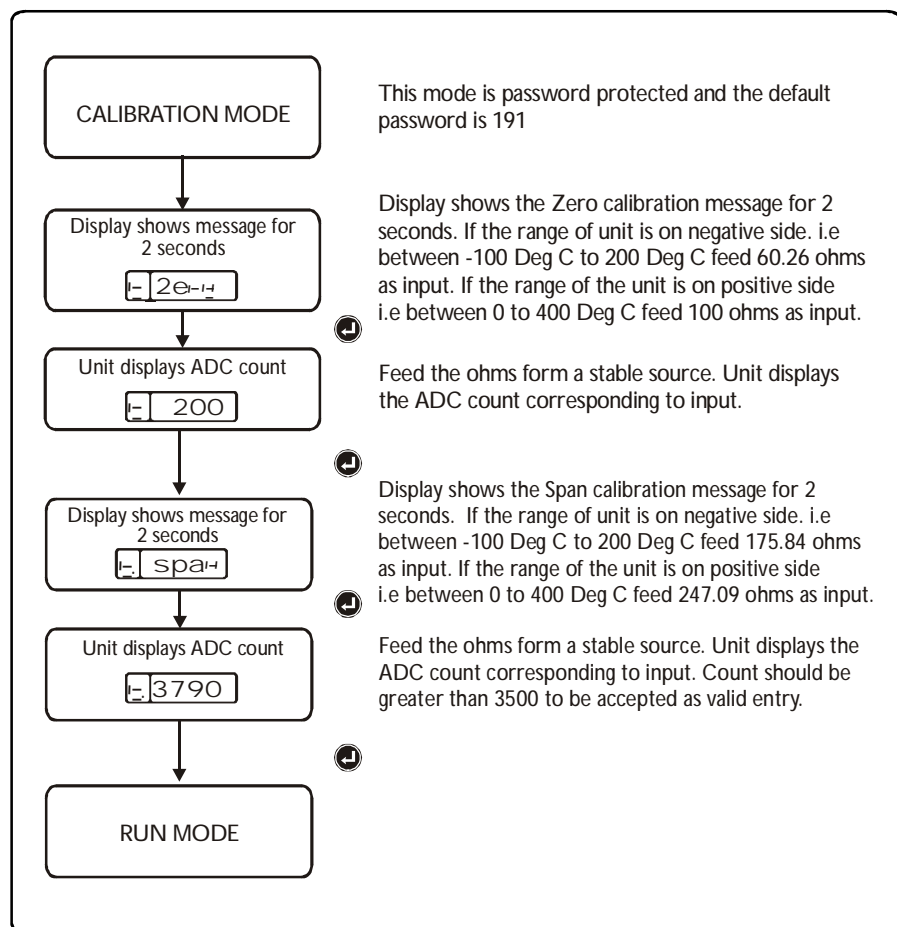 CALIBRATION MODE
This mode is password protected and the default
password is 191
Display shows message for
2 seconds
Display shows the Zero calibration message for 2
seconds. If the range of unit is on negative side. i.e
between -100 Deg C to 200 Deg C feed 60.26 ohms
as input. If the range of the unit is on positive side
i.e between 0 to 400 Deg C feed 100 ohms as input.
Unit displays ADC count
200
Feed the ohms form a stable source. Unit displays
the ADC count corresponding to input.
Display shows message for
2 seconds
Display shows the Span calibration message for 2
seconds. If the range of unit is on negative side. i.e
between -100 Deg C to 200 Deg C feed 175.84 ohms
as input. If the range of the unit is on positive side
i.e between 0 to 400 Deg C feed 247.09 ohms as input.
Unit displays ADC count
3790
Feed the ohms form a stable source. Unit displays the
ADC count corresponding to input. Count should be
greater than 3500 to be accepted as valid entry.
RUN MODE